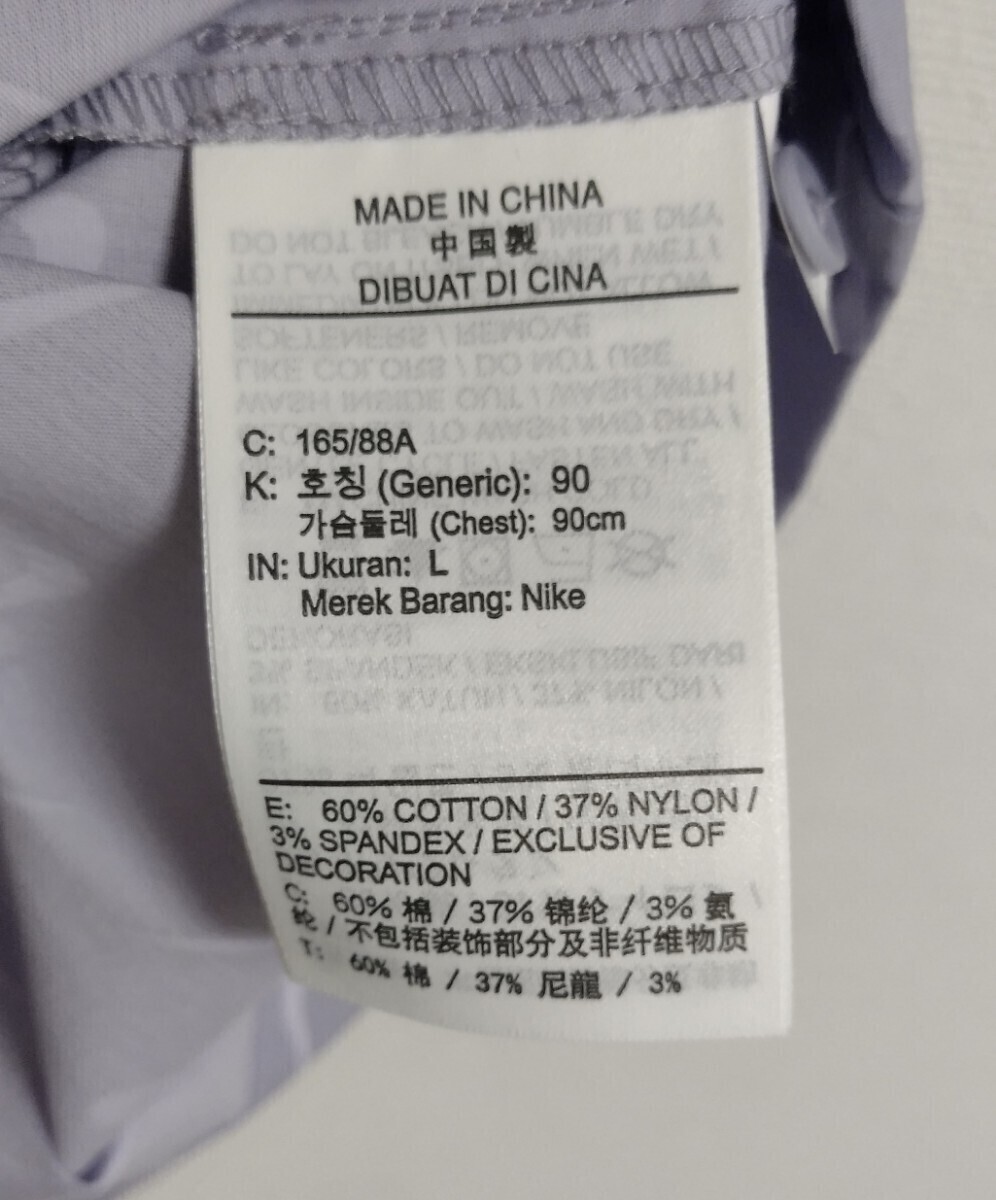 MADE IN CHINA
中国製
DIBUAT DI CINA
C: 165/88A
K: 호칭 (Generic): 90
가슴둘레 (Chest): 90cm
IN: Ukuran: L
Merek Barang: Nike
E: 60% COTTON / 37% NYLON /
3% SPANDEX / EXCLUSIVE OF
DECORATION
C: 60% 棉 / 37% 锦纶 / 3% 氨
纶 / 不包括装饰部分及非纤维物质
T: 60% 棉 / 37% 尼龍 / 3%